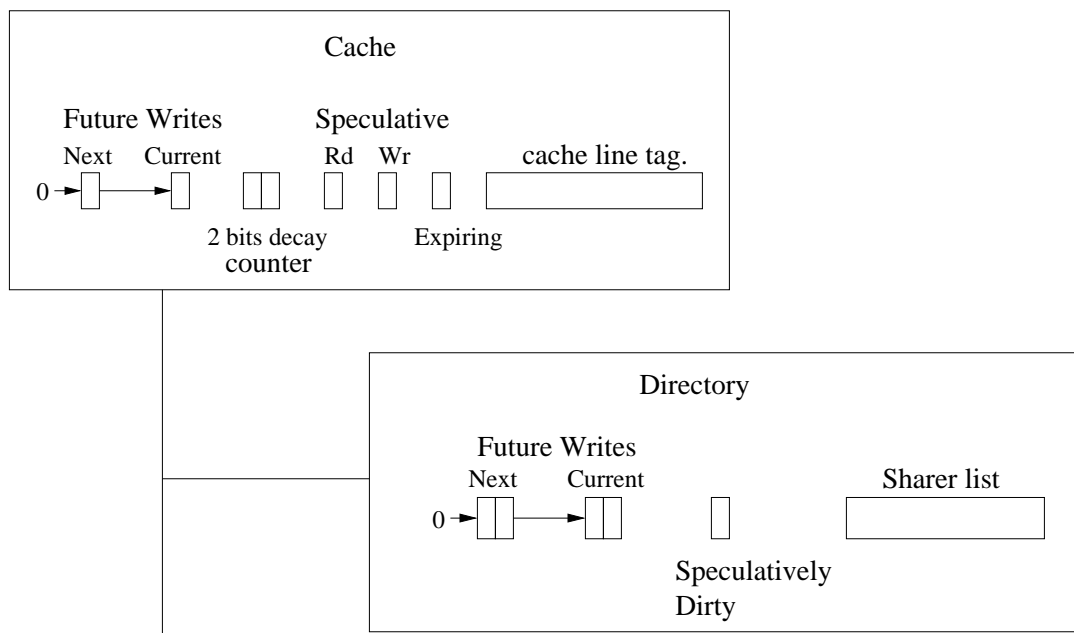 Cache
Future Writes Speculative
Next Current Rd Wr cache line tag.
0
2 bits decay Expiring
counter
Directory
Future Writes
Next Current Sharer list
0
Speculatively
Dirty